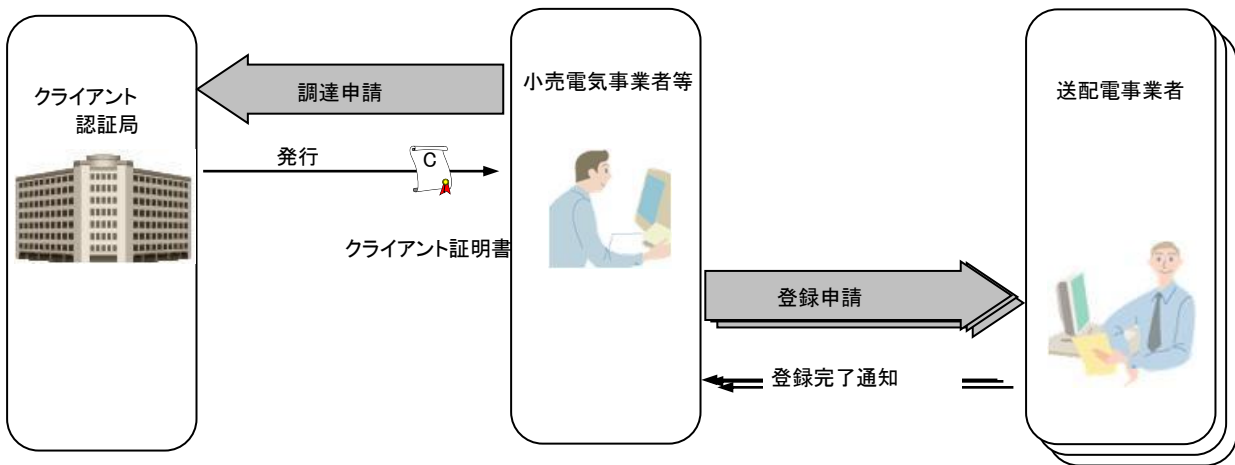 クライアント
認証局
調達申請
発行
C
クライアント証明書
小売電気事業者等
登録申請
登録完了通知
送配電事業者